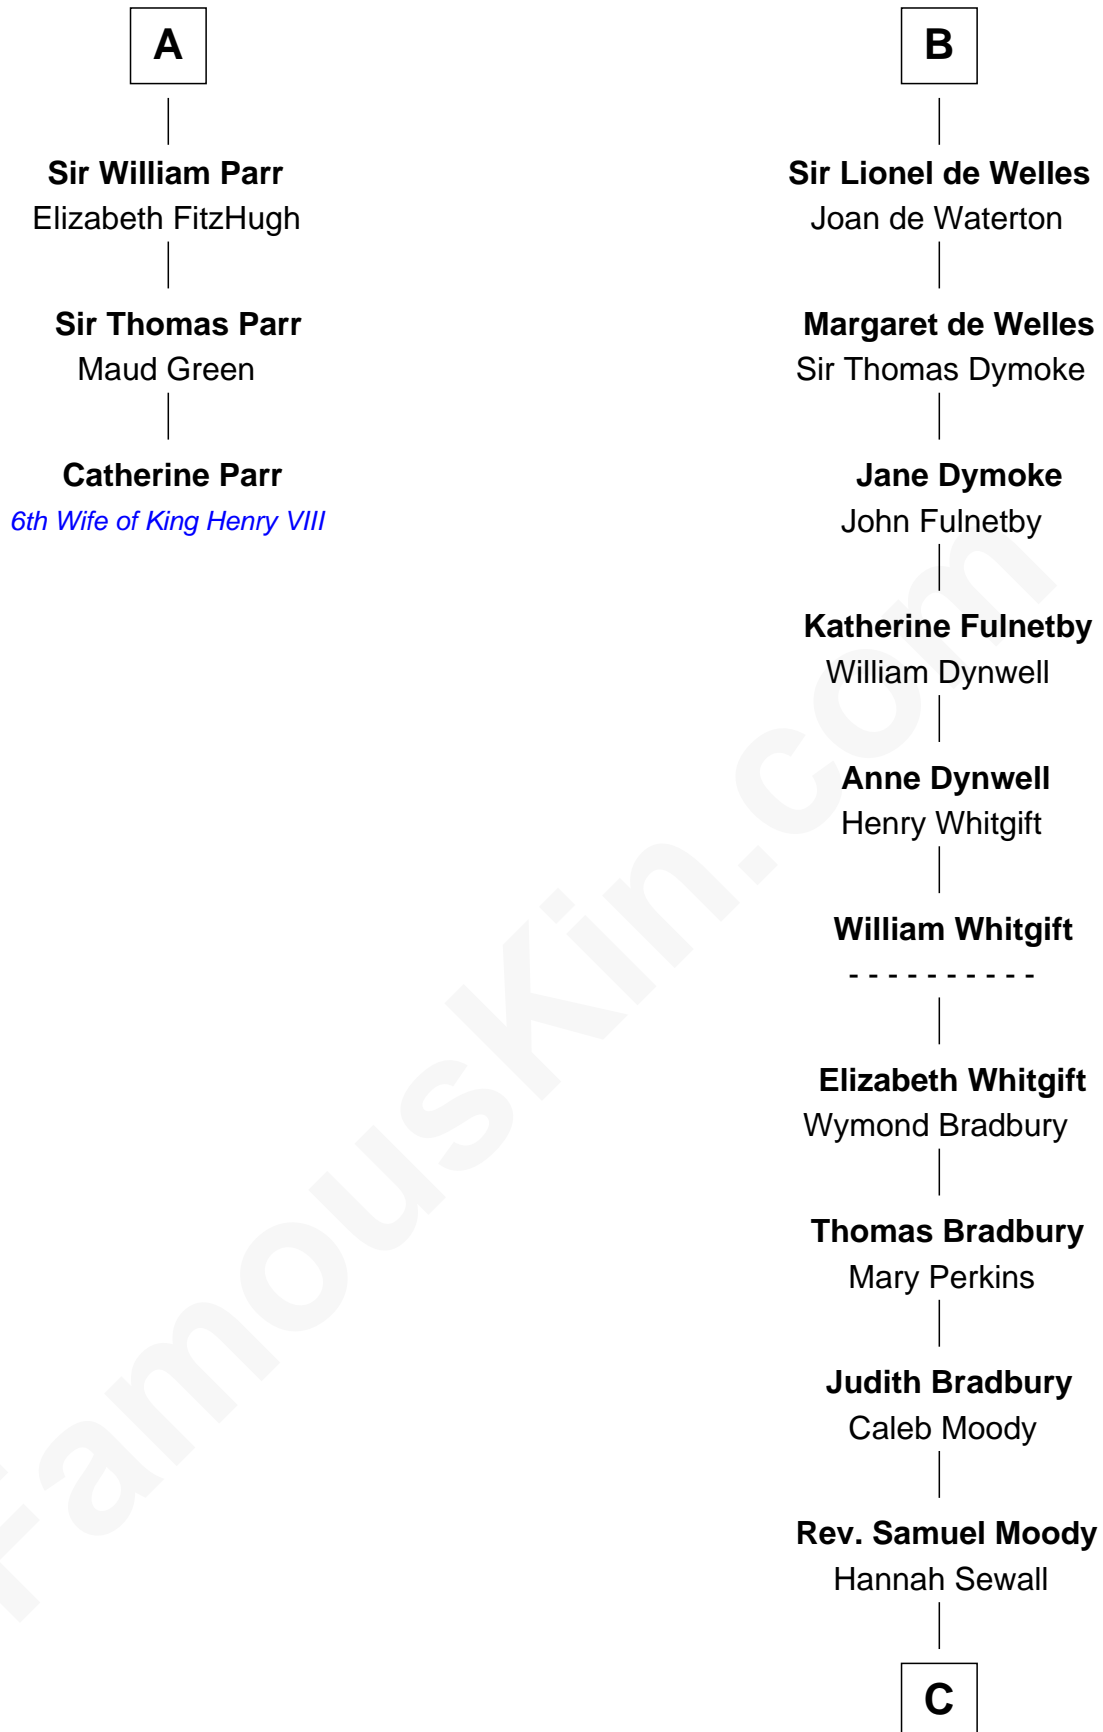 A
Sir William Parr
Elizabeth FitzHugh
Sir Thomas Parr
Maud Green
Catherine Parr
6th Wife of King Henry VIII
B
Sir Lionel de Welles
Joan de Waterton
Margaret de Welles
Sir Thomas Dymoke
Jane Dymoke
John Fulnetby
Katherine Fulnetby
William Dynwell
Anne Dynwell
Henry Whitgift
William Whitgift
- - - - - - - - - -
Elizabeth Whitgift
Wymond Bradbury
Thomas Bradbury
Mary Perkins
Judith Bradbury
Caleb Moody
Rev. Samuel Moody
Hannah Sewall
C
FamousKin.com